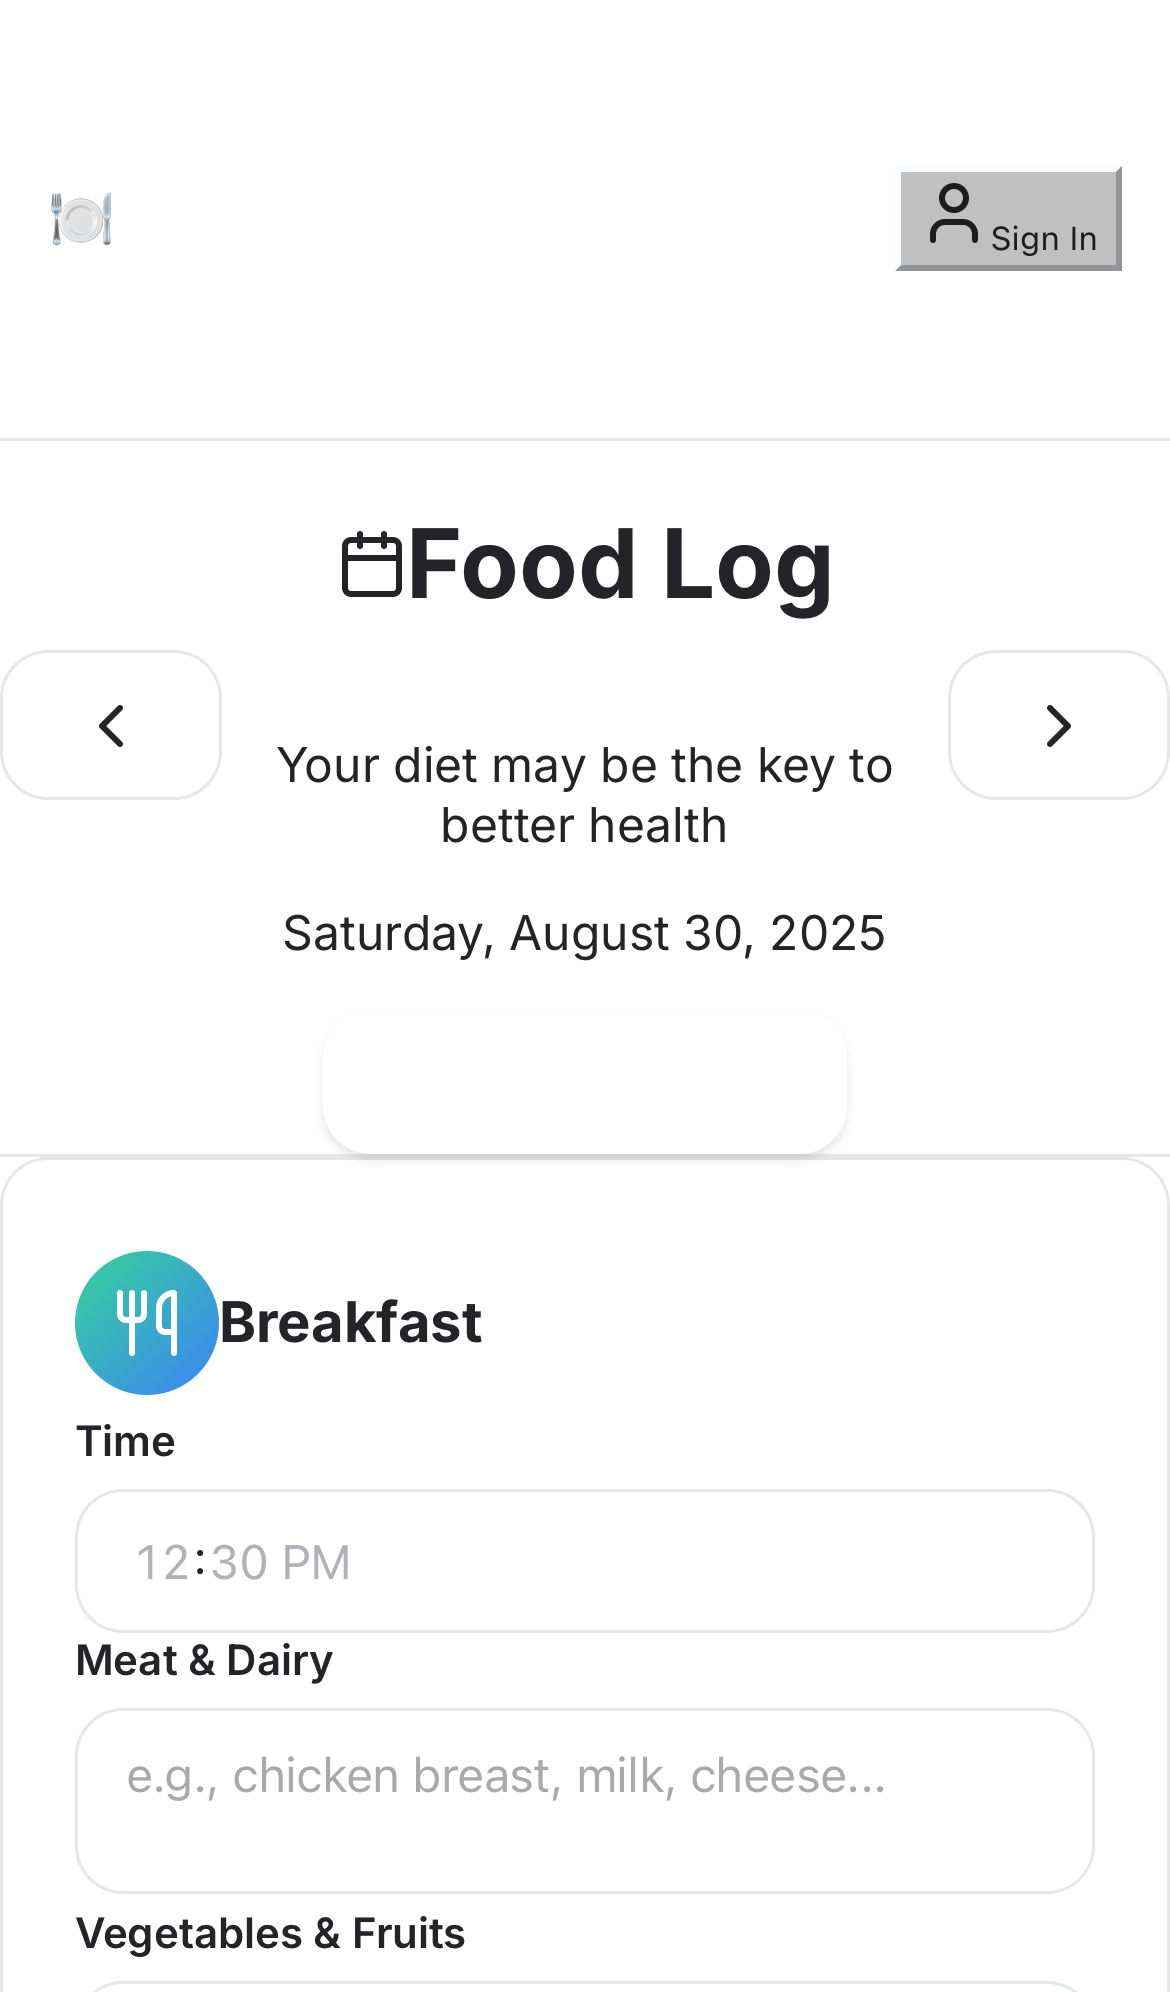 Sign In
Food Log
Your diet may be the key to
better health
Saturday, August 30, 2025
Breakfast
Time
12:30 PM
Meat & Dairy
e.g., chicken breast, milk, cheese...
Vegetables & Fruits